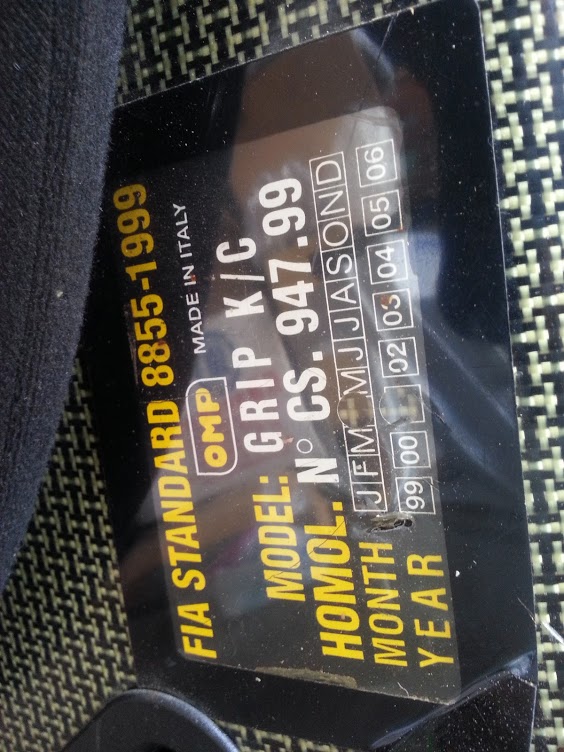 FIA STANDARD 8855-1999
OMP MADE IN ITALY
MODEL: GRIP K/C
HOMOL. N° CS. 947.99
MONTH J F M M J J A S O N D
YEAR 99 00 02 03 04 05 06